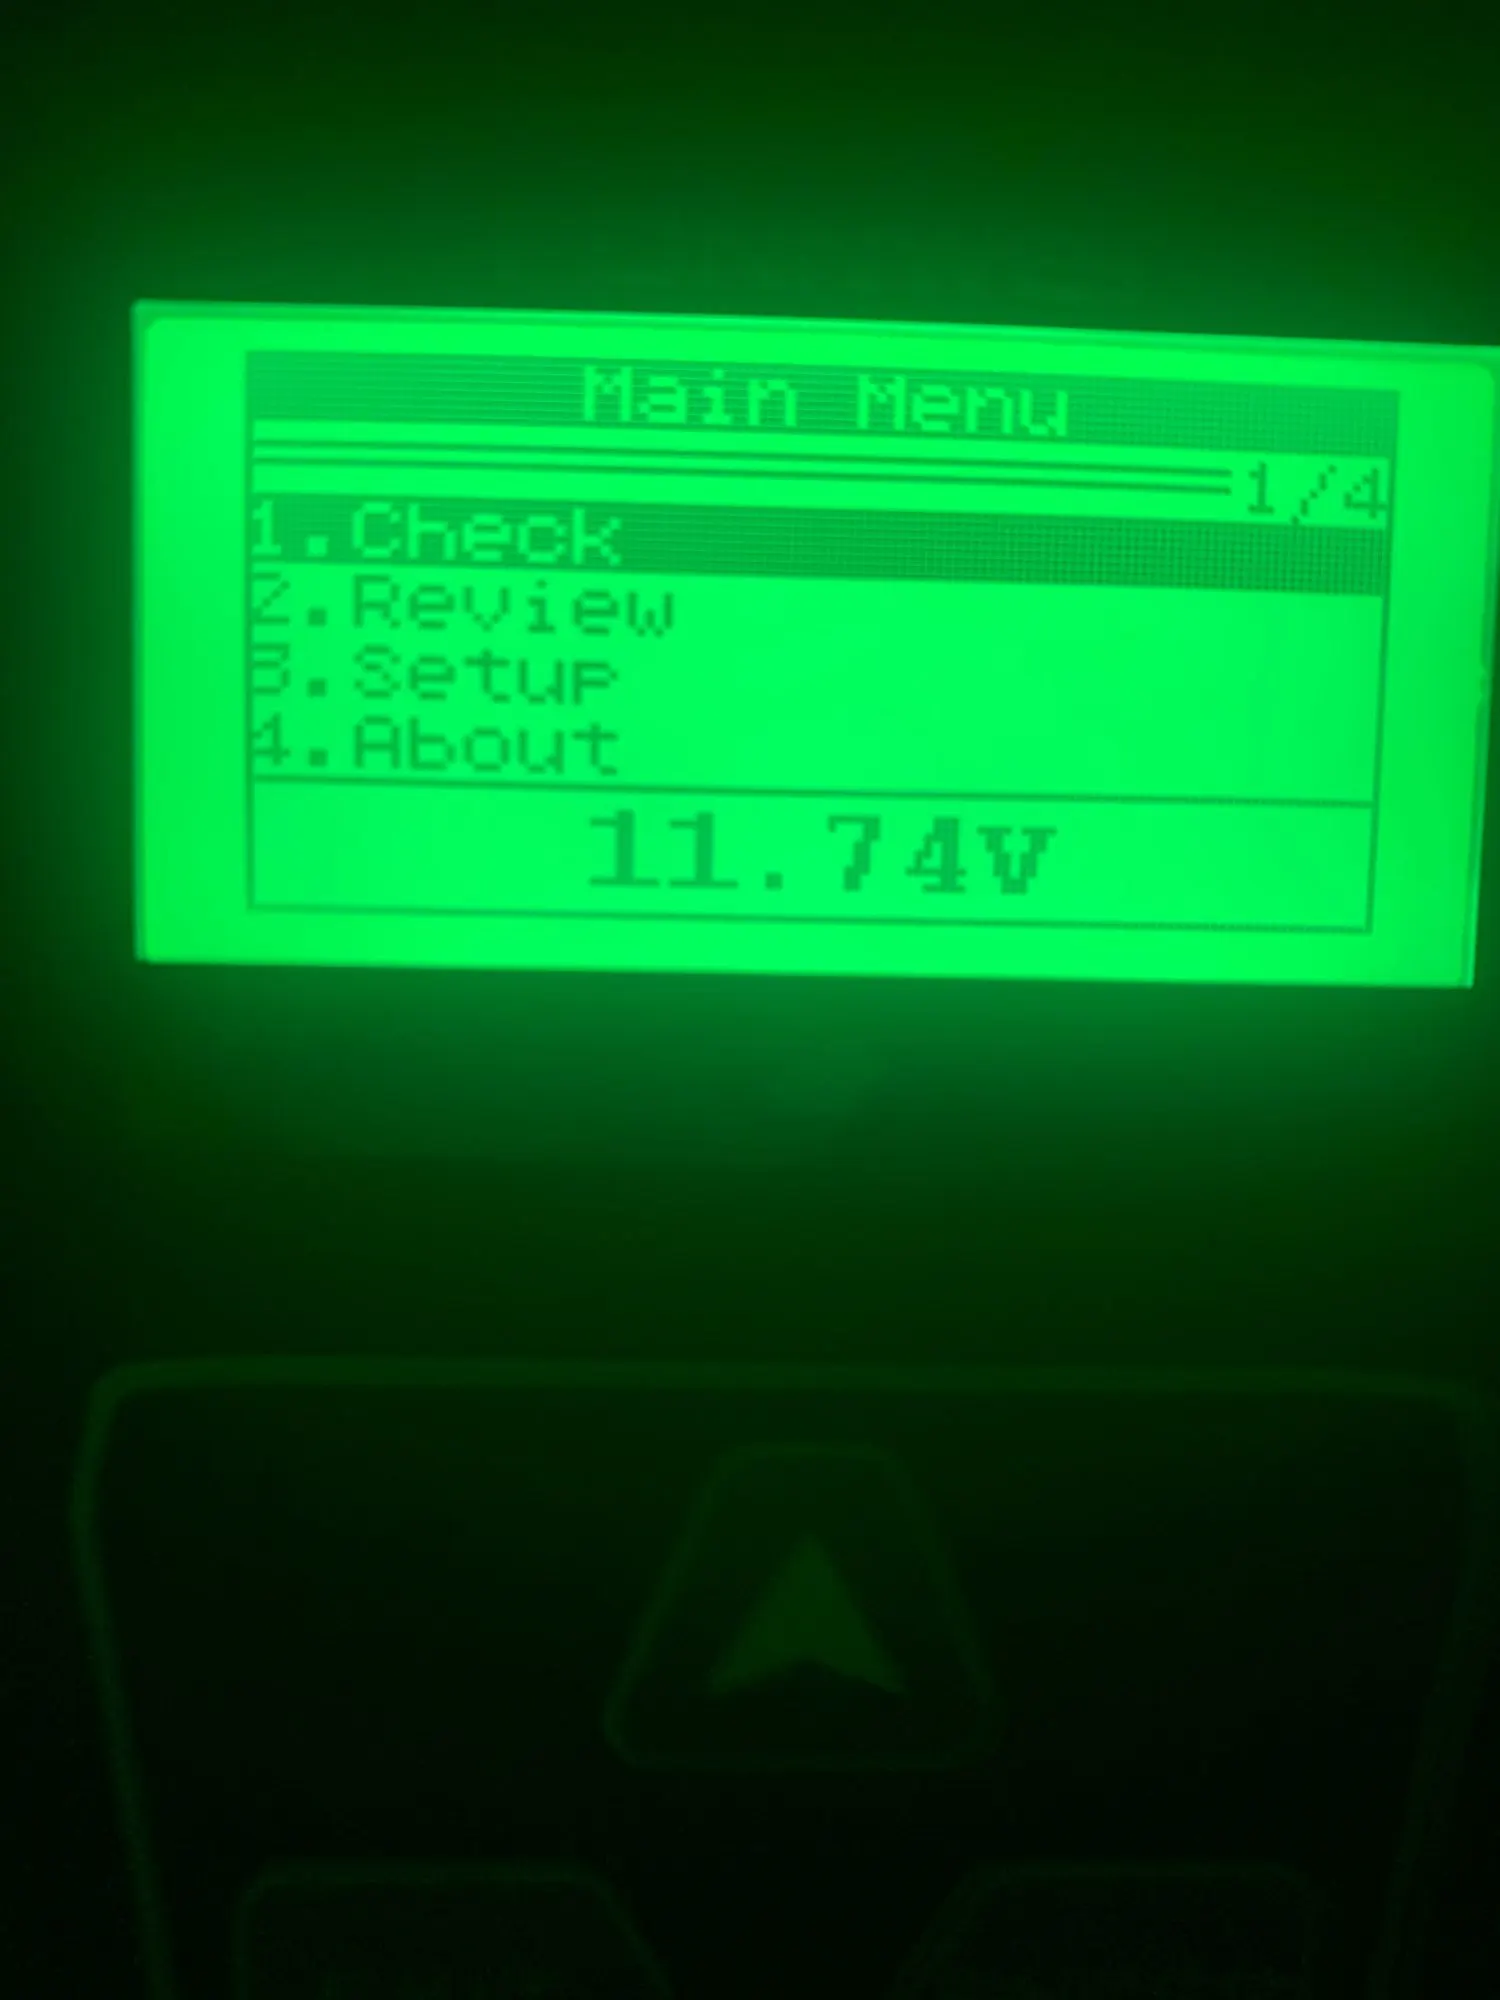 Main Menu
1/4
1.Check
2.Review
3.Setup
4.About
11.74V